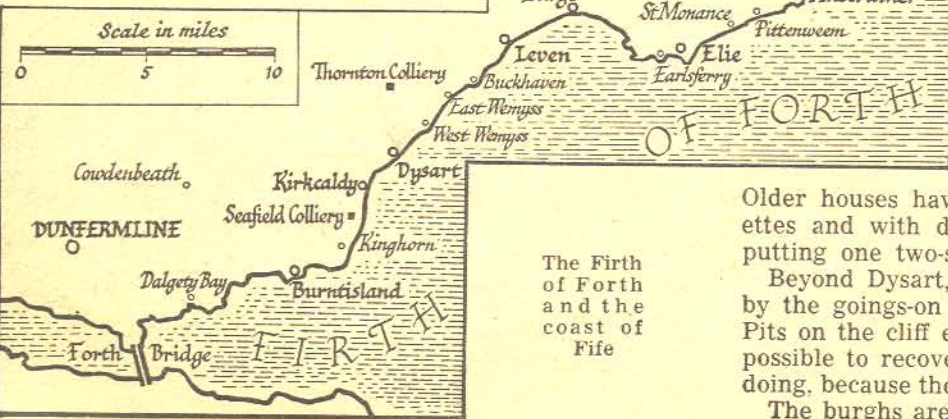 St Monance
Pittenweem
Scale in miles
0 5 10
Leven
Elie
Earlsferry
Thornton Colliery
Buckhaven
East Wemyss
West Wemyss
OF FORTH
Dysart
Cowdenbeath
Kirkcaldy
Seafield Colliery
DUNFERMLINE
Kinghorn
Dalgety Bay
Burntisland
FIRTH
Forth Bridge
The Firth
of Forth
and the
coast of
Fife
Older houses hav
ettes and with d
putting one two-s
Beyond Dysart,
by the goings-on
Pits on the cliff e
possible to recove
doing, because the
The burghs are